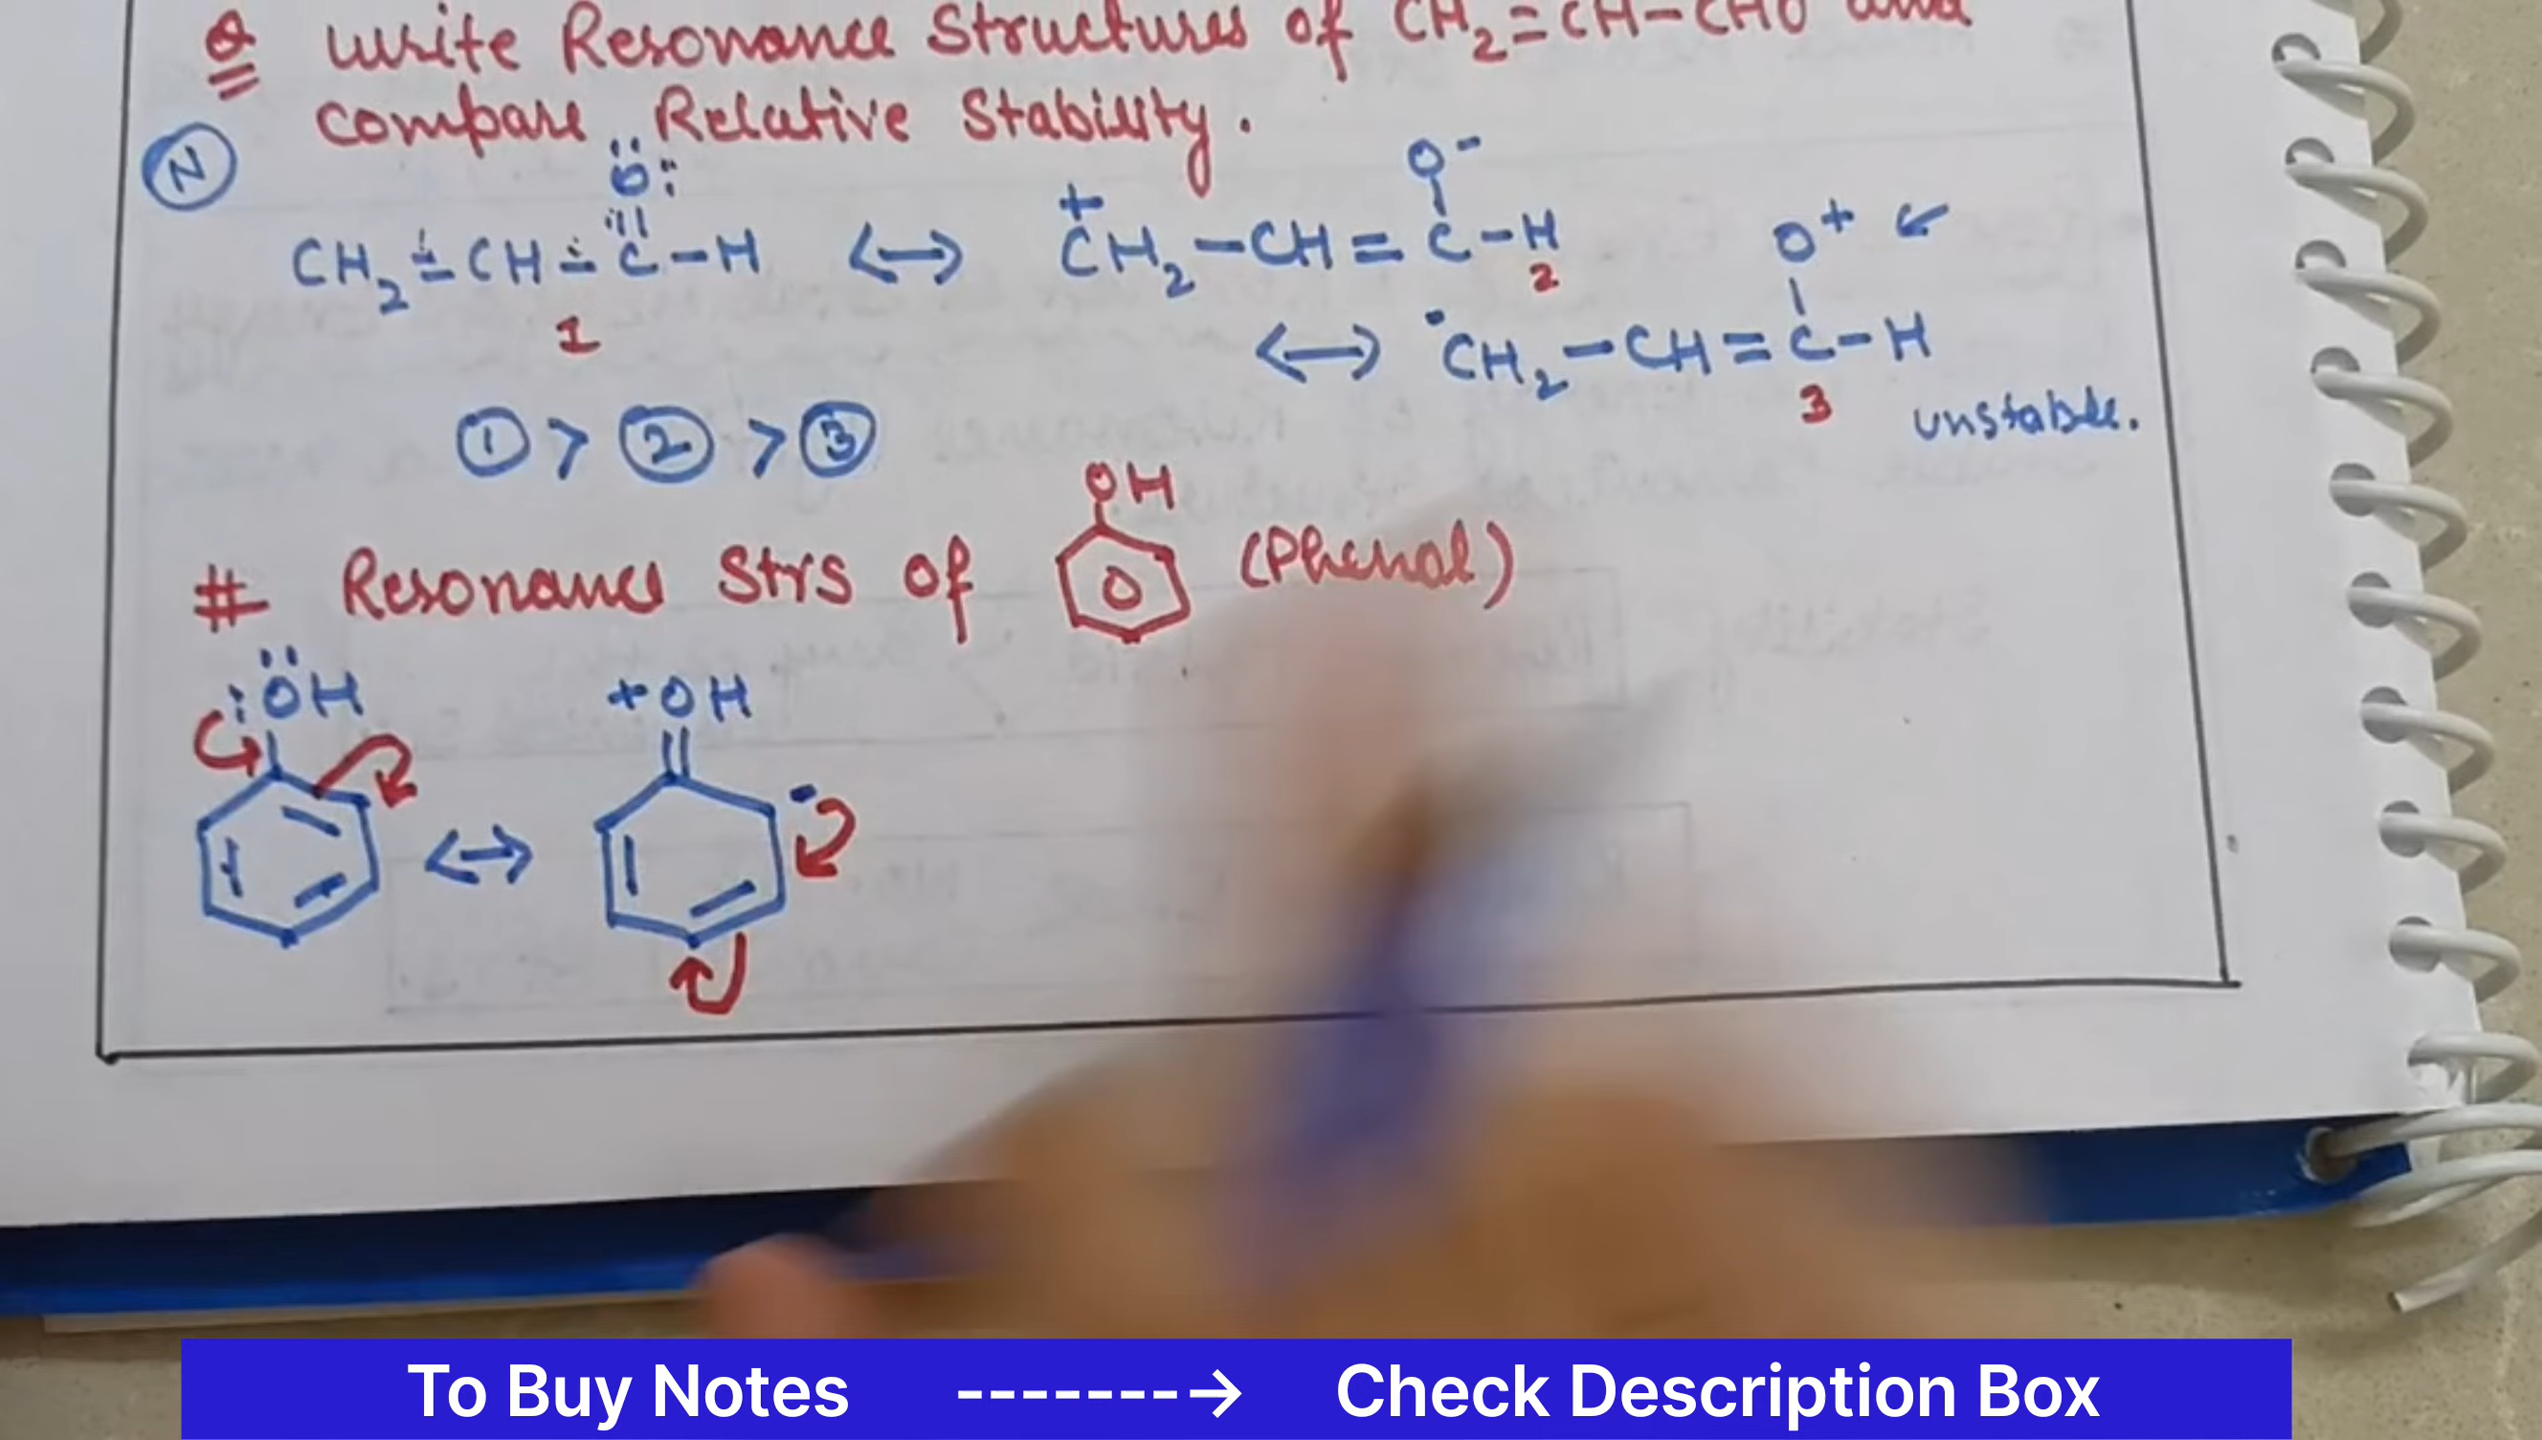 Q Write Resonance Structures of CH2=CH-CHO and
compare Relative Stability.
N
O
CH2=CH-C-H ↔ +CH2-CH=C-H
O-
1
2
↔ CH2-CH=C-H
O+ ↙
3
unstable.
① > ② > ③
# Resonance Strs of
OH
(Phenol)
:OH ↔ +OH
To Buy Notes -------→ Check Description Box